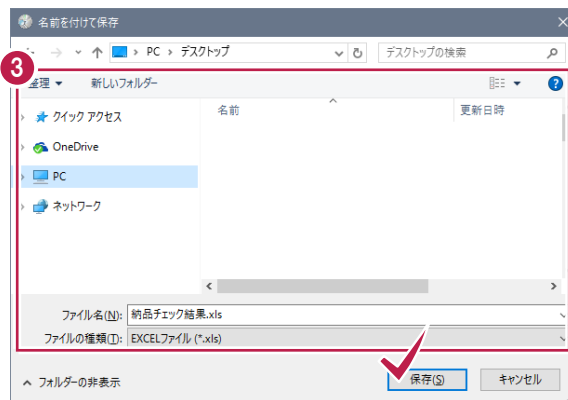 名前を付けて保存
PC › デスクトップ
デスクトップの検索
3
整理 新しいフォルダー
?
名前 更新日時
クイック アクセス
OneDrive
PC
ネットワーク
ファイル名(N): 納品チェック結果.xls
ファイルの種類(T): EXCELファイル (*.xls)
フォルダーの非表示
保存(S) キャンセル